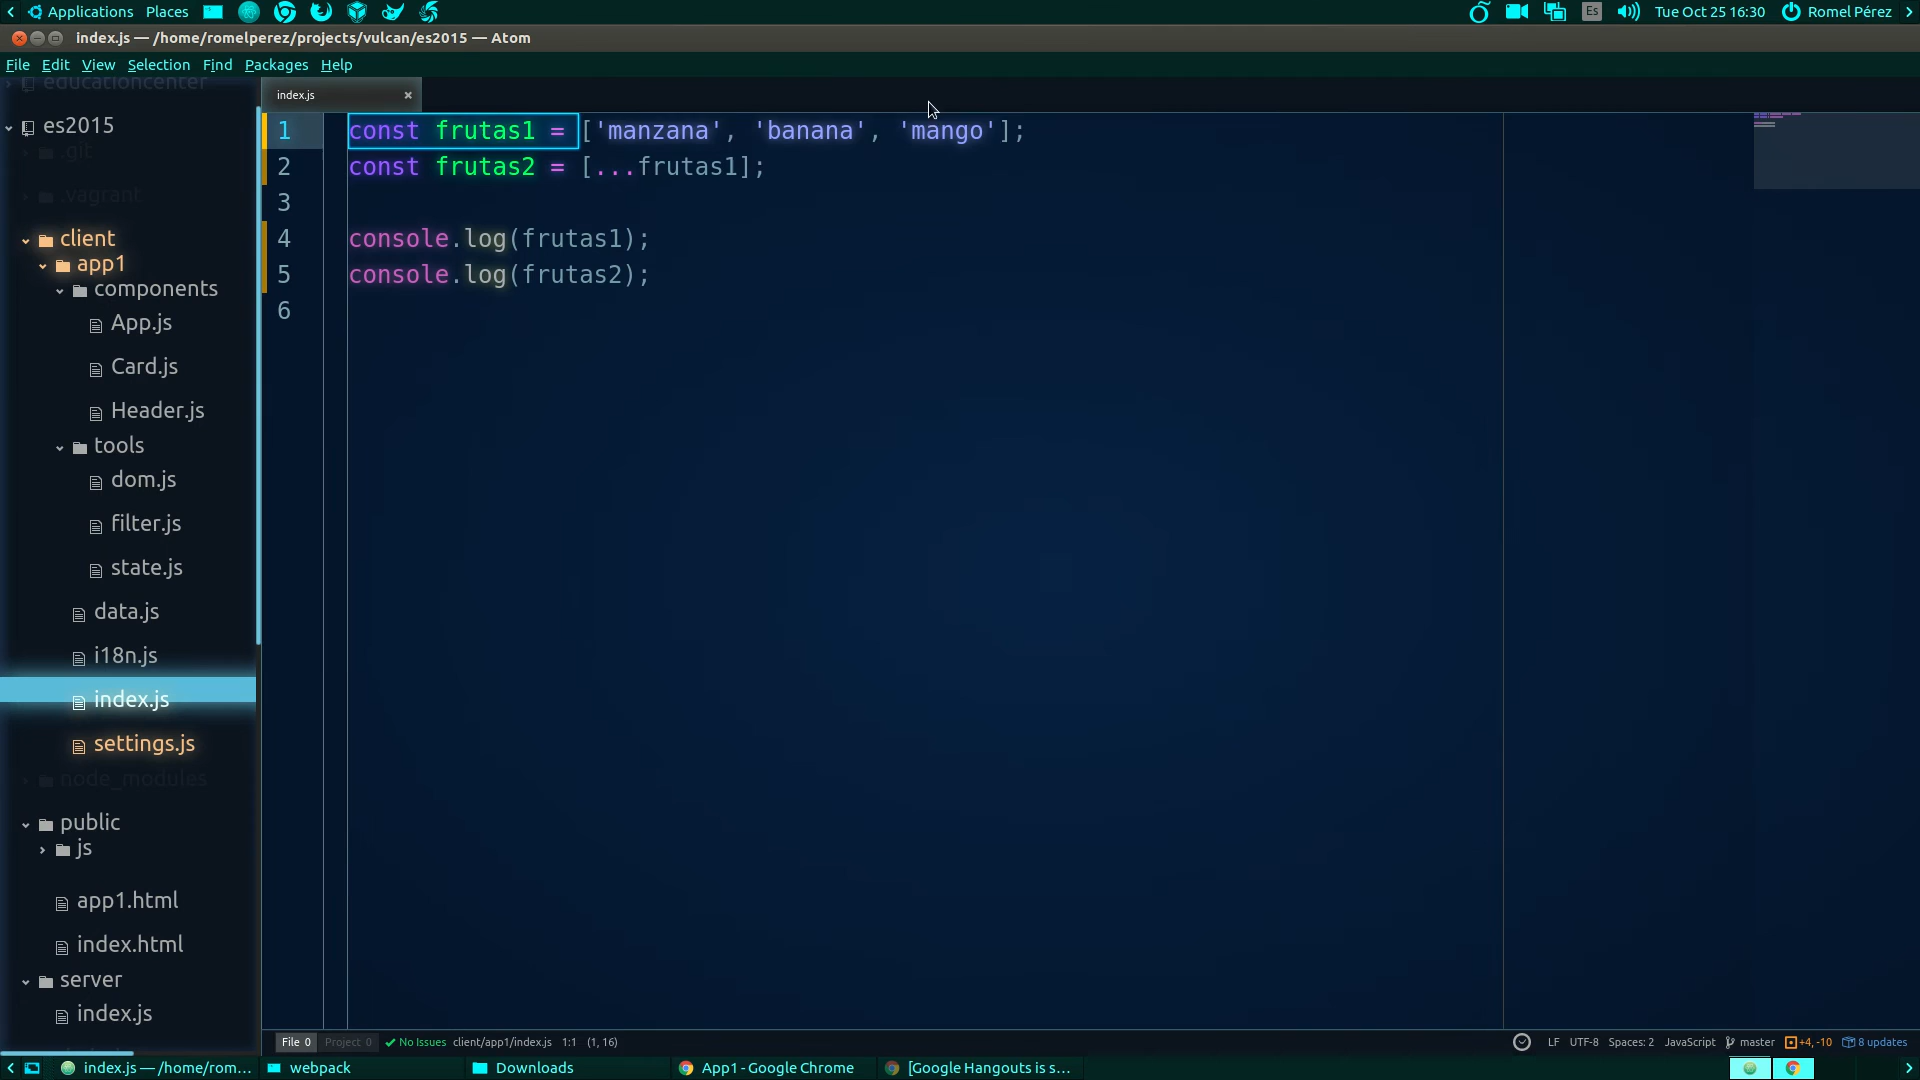 Applications Places Es Tue Oct 25 16:30 Romel Pérez
index.js — /home/romelperez/projects/vulcan/es2015 — Atom
File Edit View Selection Find Packages Help
educationcenter
es2015
.git
.vagrant
client
app1
components
App.js
Card.js
Header.js
tools
dom.js
filter.js
state.js
data.js
i18n.js
index.js
settings.js
node_modules
public
js
app1.html
index.html
server
index.js
index.js
1 const frutas1 = ['manzana', 'banana', 'mango'];
2 const frutas2 = [...frutas1];
3
4 console.log(frutas1);
5 console.log(frutas2);
6
File 0 Project 0 No Issues client/app1/index.js 1:1 (1, 16) LF UTF-8 Spaces: 2 JavaScript master +4, -10 8 updates
index.js — /home/rom... webpack Downloads App1 - Google Chrome [Google Hangouts is s...